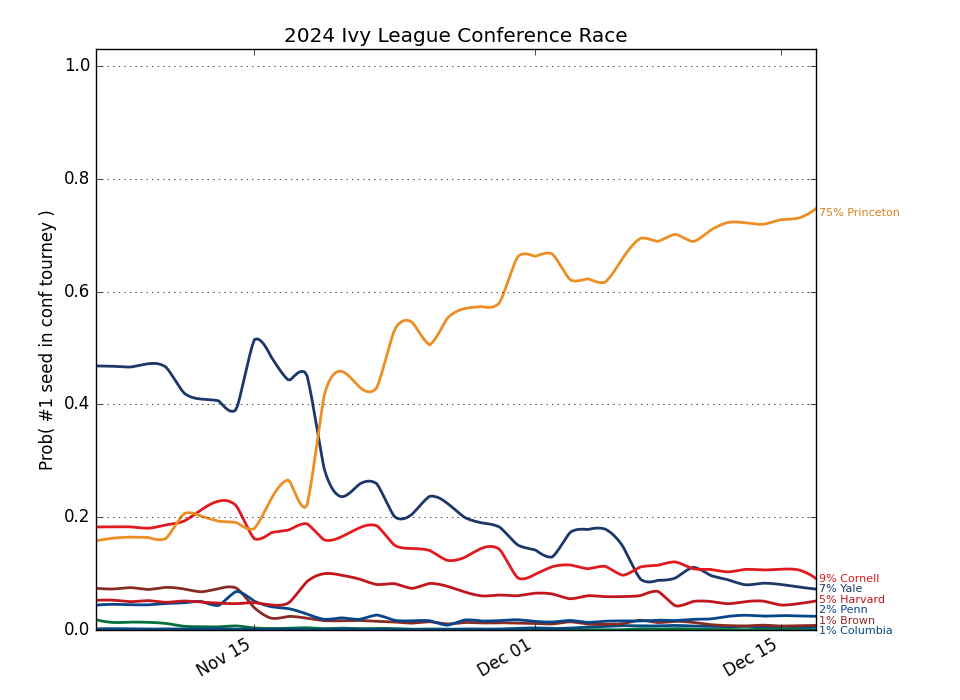 2024 Ivy League Conference Race
Prob( #1 seed in conf tourney )
1.0
0.8
0.6
0.4
0.2
0.0
75% Princeton
9% Cornell
7% Yale
5% Harvard
2% Penn
1% Brown
1% Columbia
Nov 15
Dec 01
Dec 15